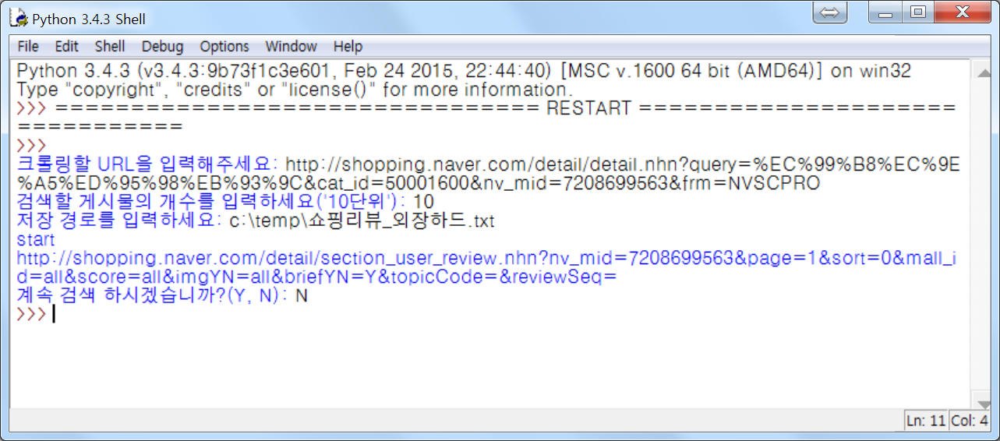 Python 3.4.3 Shell
File Edit Shell Debug Options Window Help
Python 3.4.3 (v3.4.3:9b73f1c3e601, Feb 24 2015, 22:44:40) [MSC v.1600 64 bit (AMD64)] on win32
Type "copyright", "credits" or "license()" for more information.
>>> ================================ RESTART =====================
===========
>>>
크롤링할 URL을 입력해주세요: http://shopping.naver.com/detail/detail.nhn?query=%EC%99%B8%EC%9E
%A5%ED%95%98%EB%93%9C&cat_id=50001600&nv_mid=7208699563&frm=NVSCPRO
검색할 게시물의 개수를 입력하세요('10단위'): 10
저장 경로를 입력하세요: c:\temp\쇼핑리뷰_외장하드.txt
start
http://shopping.naver.com/detail/section_user_review.nhn?nv_mid=7208699563&page=1&sort=0&mall_i
d=all&score=all&imgYN=all&briefYN=Y&topicCode=&reviewSeq=
계속 검색 하시겠습니까?(Y, N): N
>>>
Ln: 11 Col: 4